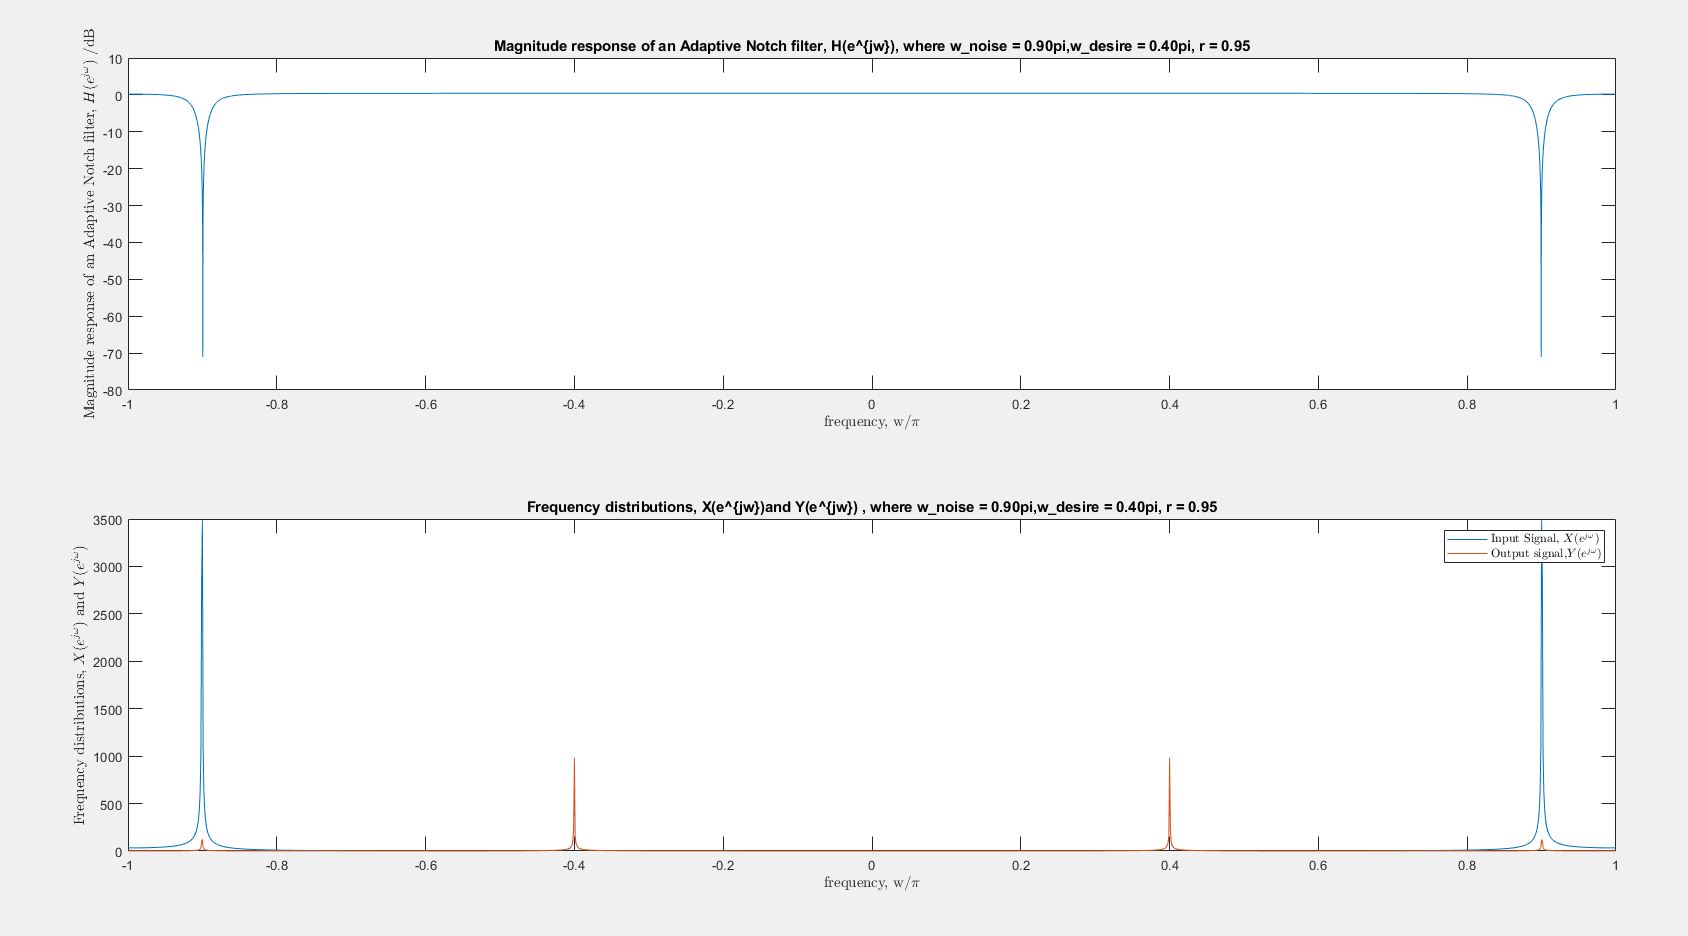 Magnitude response of an Adaptive Notch filter, H(e^{jw}), where w_noise = 0.90pi,w_desire = 0.40pi, r = 0.95
Magnitude response of an Adaptive Notch filter, H(e^{jω}) /dB
10
0
-10
-20
-30
-40
-50
-60
-70
-80
-1 -0.8 -0.6 -0.4 -0.2 0 0.2 0.4 0.6 0.8 1
frequency, w/π
Frequency distributions, X(e^{jw})and Y(e^{jw}) , where w_noise = 0.90pi,w_desire = 0.40pi, r = 0.95
Frequency distributions, X(e^{jω}) and Y(e^{jω})
3500
3000
2500
2000
1500
1000
500
0
Input Signal, X(e^{jω})
Output signal,Y(e^{jω})
-1 -0.8 -0.6 -0.4 -0.2 0 0.2 0.4 0.6 0.8 1
frequency, w/π